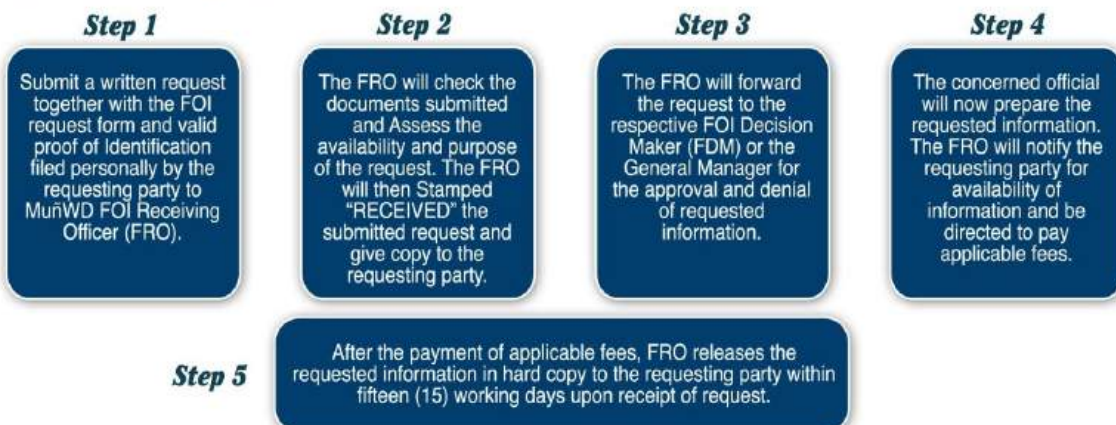 Step 1
Submit a written request
together with the FOI
request form and valid
proof of Identification
filed personally by the
requesting party to
MuñWD FOI Receiving
Officer (FRO).
Step 2
The FRO will check the
documents submitted
and Assess the
availability and purpose
of the request. The FRO
will then Stamped
“RECEIVED” the
submitted request and
give copy to the
requesting party.
Step 3
The FRO will forward
the request to the
respective FOI Decision
Maker (FDM) or the
General Manager for
the approval and denial
of requested
information.
Step 4
The concerned official
will now prepare the
requested information.
The FRO will notify the
requesting party for
availability of
information and be
directed to pay
applicable fees.
Step 5
After the payment of applicable fees, FRO releases the
requested information in hard copy to the requesting party within
fifteen (15) working days upon receipt of request.